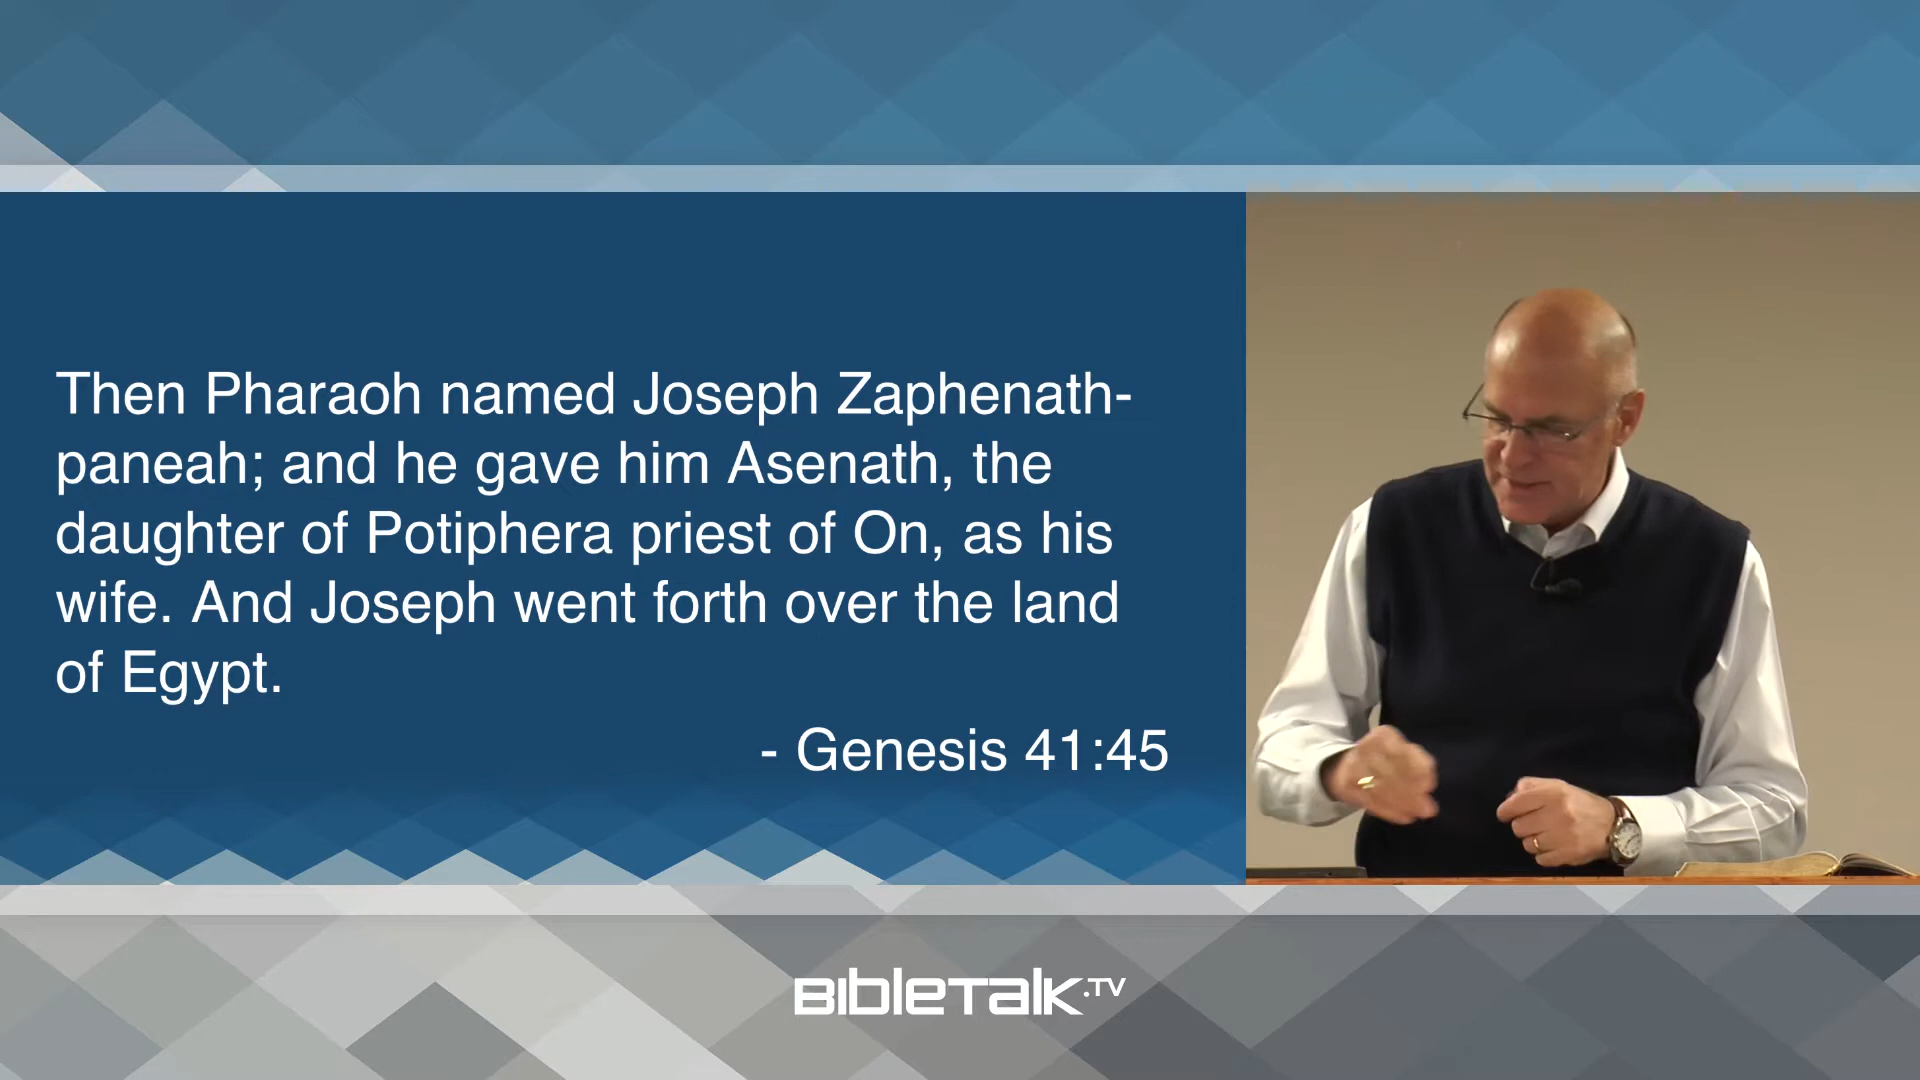 Then Pharaoh named Joseph Zaphenath-
paneah; and he gave him Asenath, the
daughter of Potiphera priest of On, as his
wife. And Joseph went forth over the land
of Egypt.
- Genesis 41:45
BIBLETALK.TV